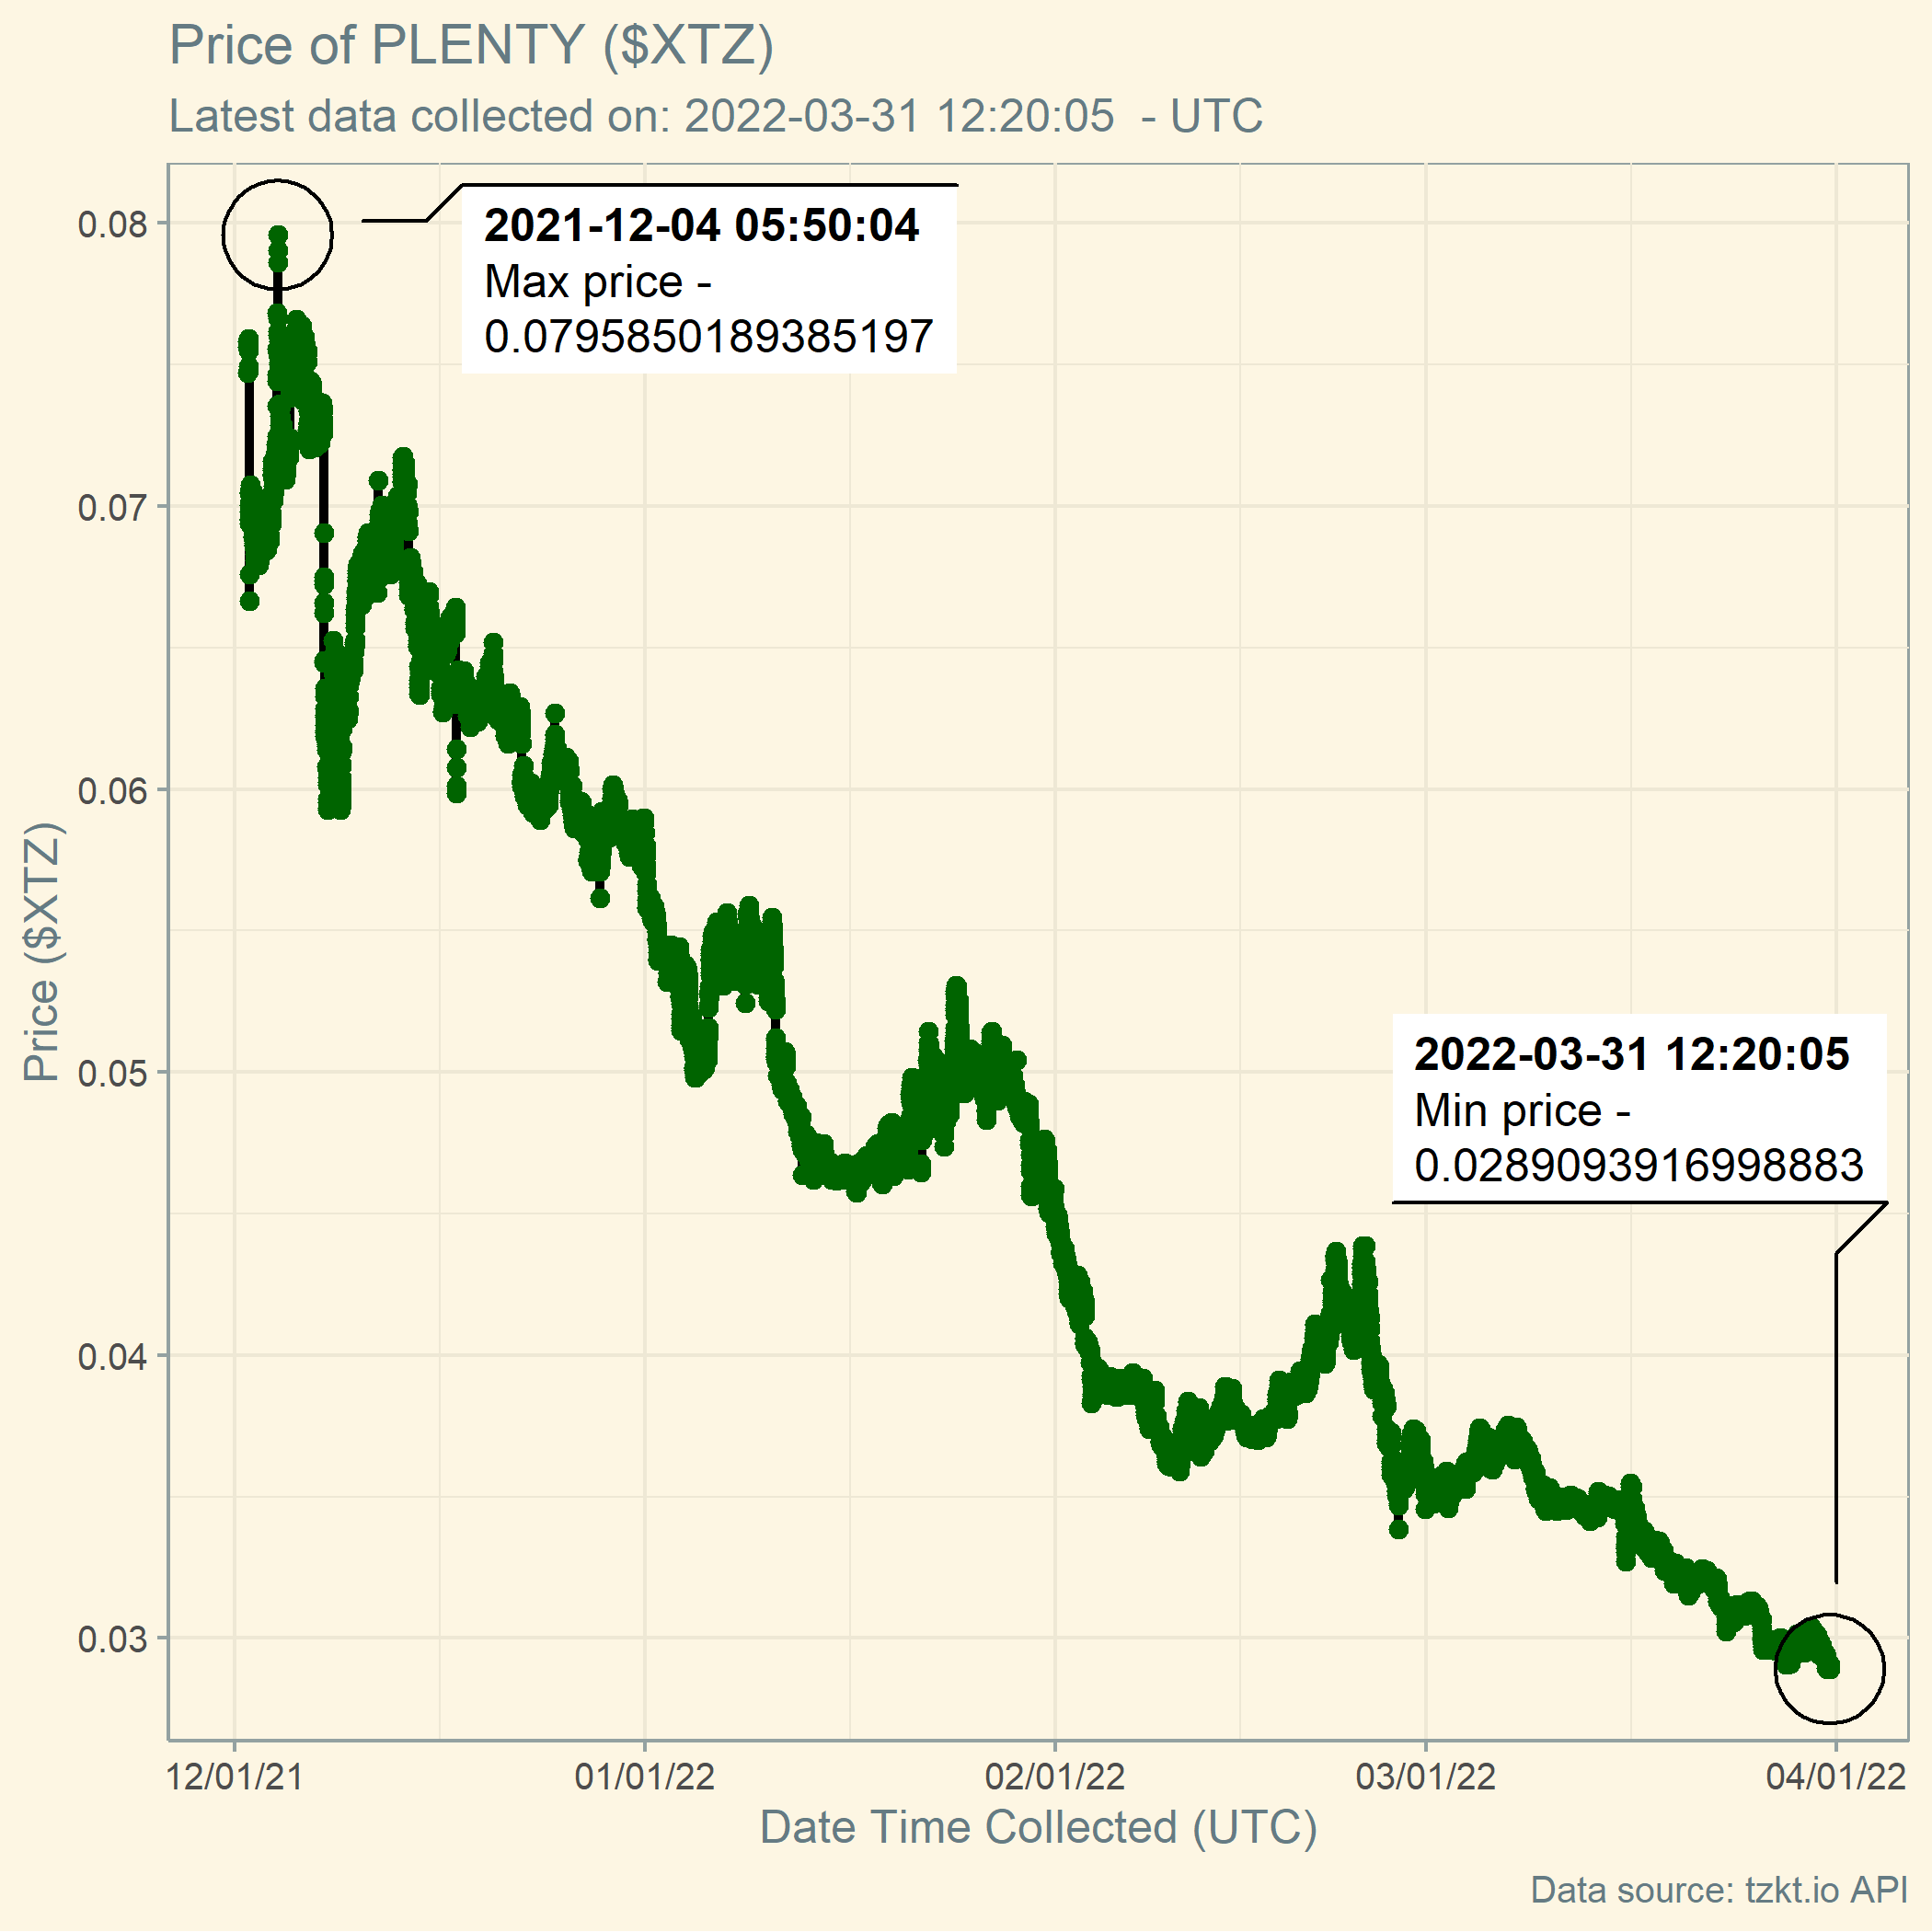 Price of PLENTY ($XTZ)
Latest data collected on: 2022-03-31 12:20:05  - UTC
2021-12-04 05:50:04
Max price -
0.0795850189385197
2022-03-31 12:20:05
Min price -
0.0289093916998883
Price ($XTZ)
0.08
0.07
0.06
0.05
0.04
0.03
12/01/21
01/01/22
02/01/22
03/01/22
04/01/22
Date Time Collected (UTC)
Data source: tzkt.io API